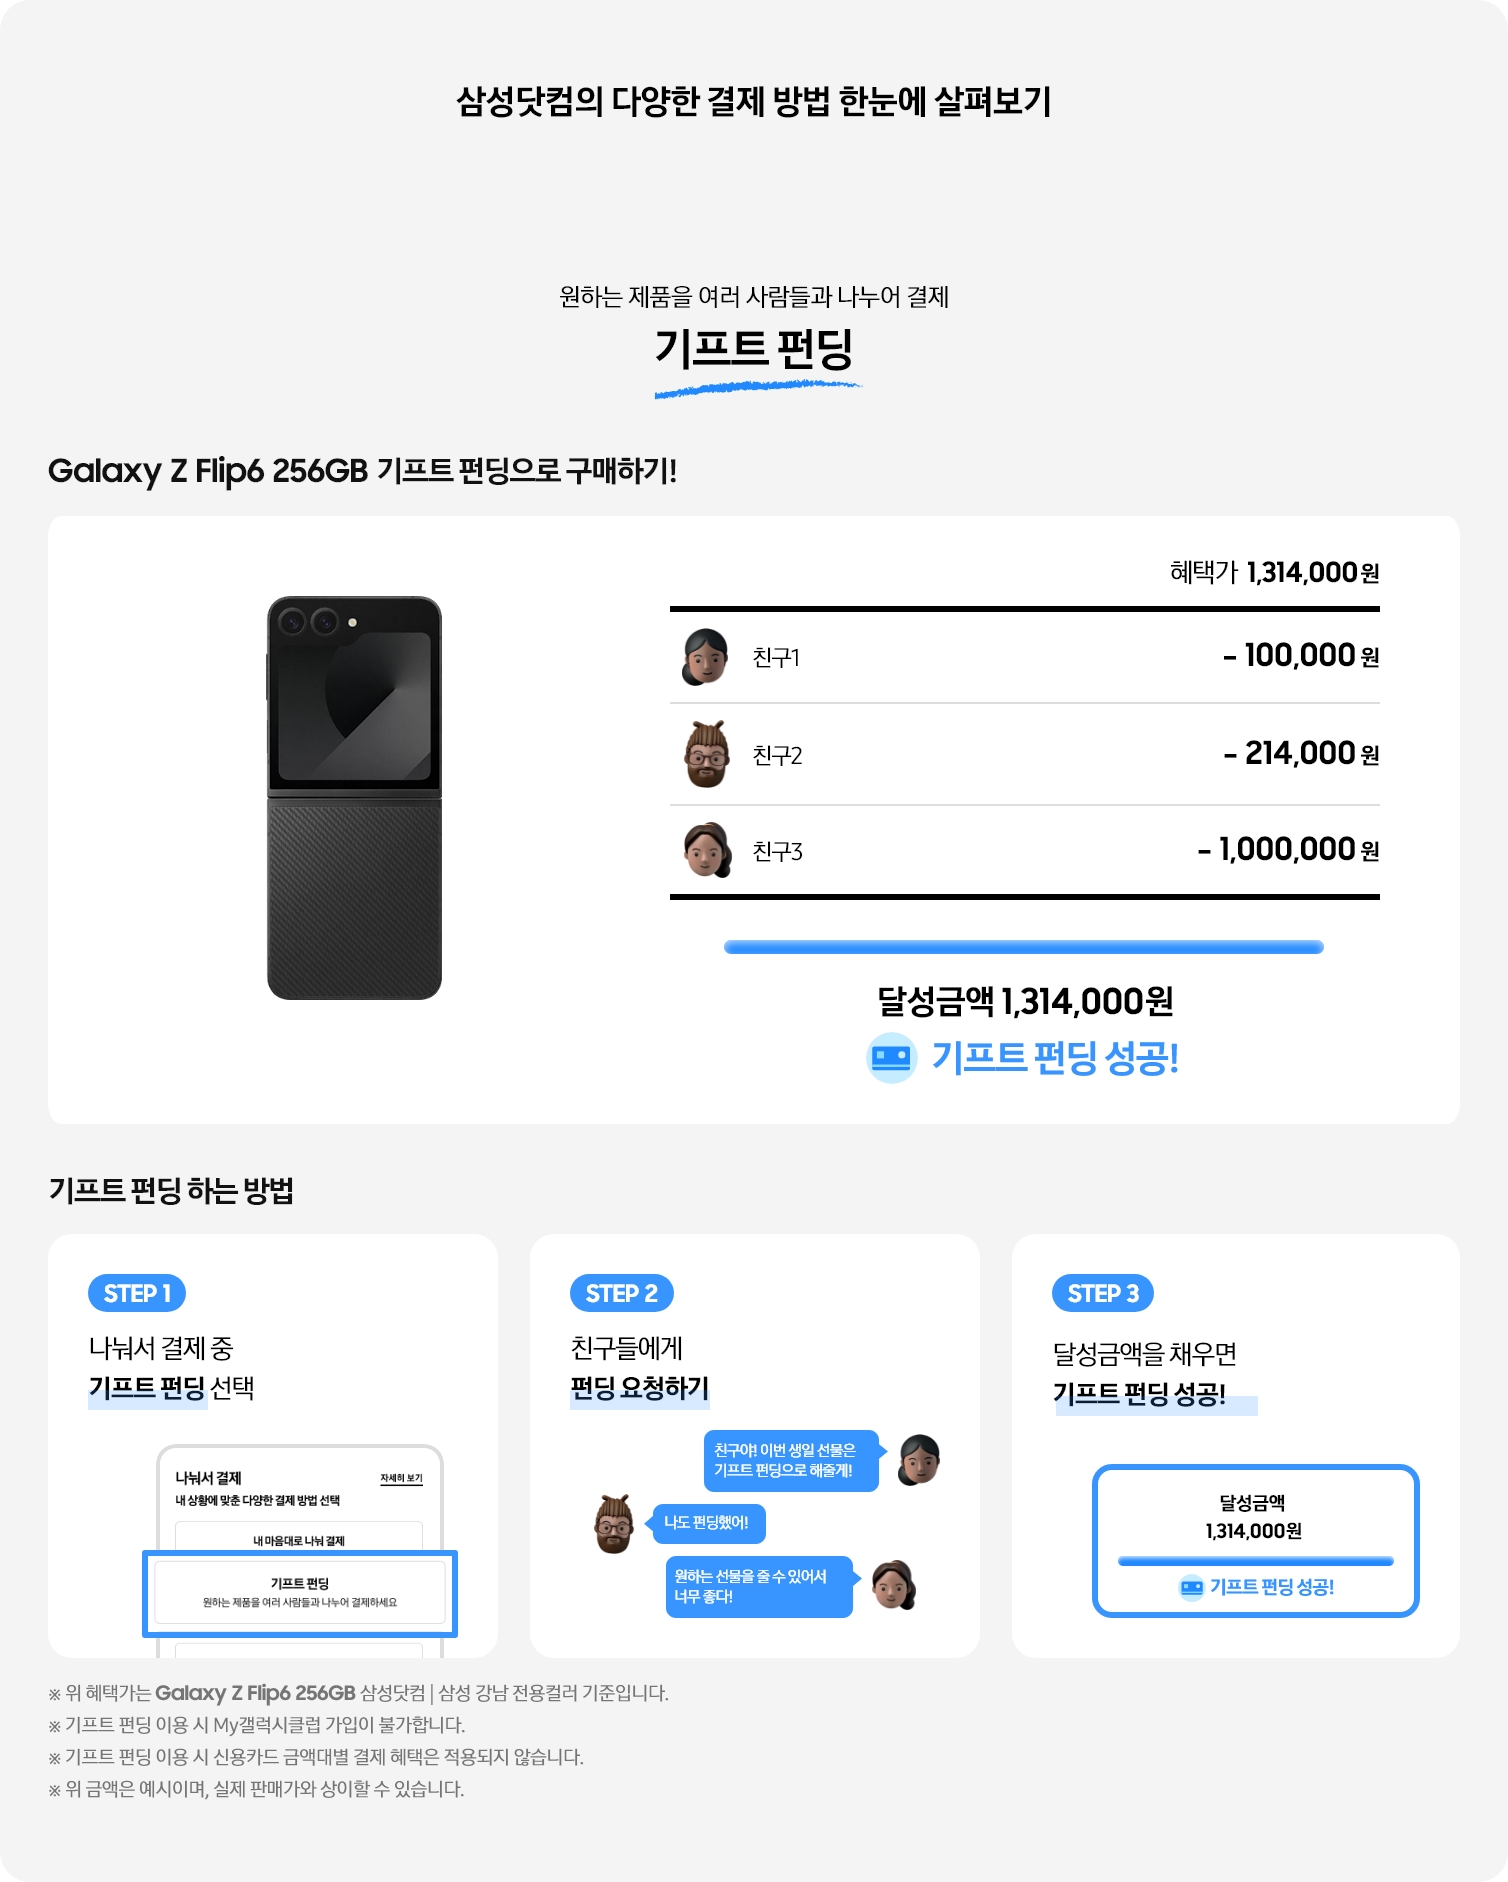 삼성닷컴의 다양한 결제 방법 한눈에 살펴보기
원하는 제품을 여러 사람들과 나누어 결제
기프트 펀딩
Galaxy Z Flip6 256GB 기프트 펀딩으로 구매하기!
혜택가 1,314,000원
친구1 - 100,000 원
친구2 - 214,000 원
친구3 - 1,000,000 원
달성금액 1,314,000원
기프트 펀딩 성공!
기프트 펀딩 하는 방법
STEP 1
나눠서 결제 중
기프트 펀딩 선택
나눠서 결제 자세히 보기
내 상황에 맞춘 다양한 결제 방법 선택
내 마음대로 나눠 결제
기프트 펀딩
원하는 제품을 여러 사람들과 나누어 결제하세요
STEP 2
친구들에게
펀딩 요청하기
친구야! 이번 생일 선물은
기프트 펀딩으로 해줄게!
나도 펀딩했어!
원하는 선물을 줄 수 있어서
너무 좋다!
STEP 3
달성금액을 채우면
기프트 펀딩 성공!
달성금액
1,314,000원
기프트 펀딩 성공!
※ 위 혜택가는 Galaxy Z Flip6 256GB 삼성닷컴 | 삼성 강남 전용컬러 기준입니다.
※ 기프트 펀딩 이용 시 My갤럭시클럽 가입이 불가합니다.
※ 기프트 펀딩 이용 시 신용카드 금액대별 결제 혜택은 적용되지 않습니다.
※ 위 금액은 예시이며, 실제 판매가와 상이할 수 있습니다.